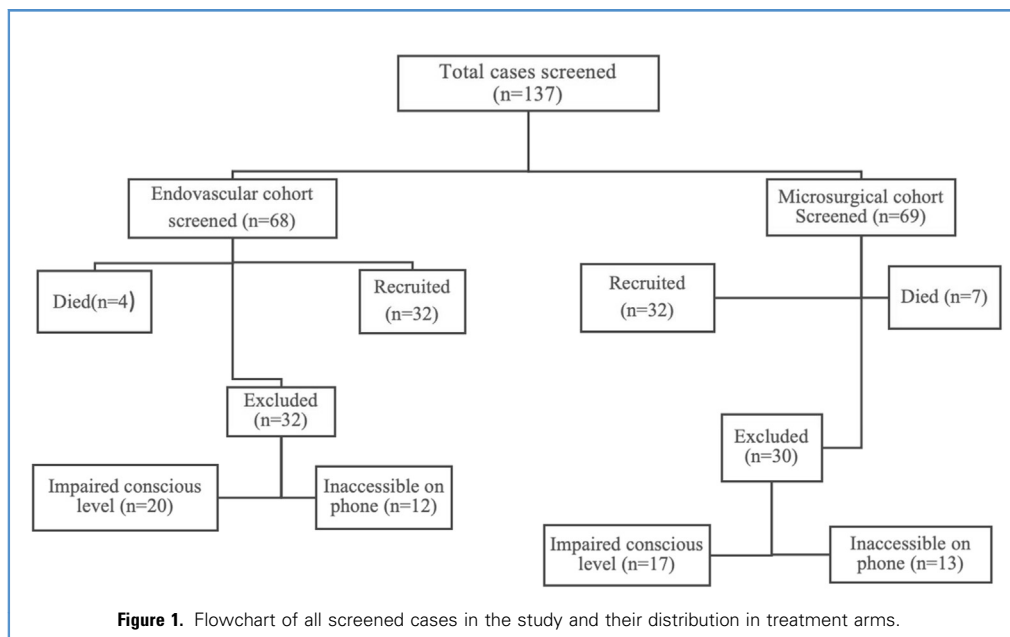 Total cases screened
(n=137)
Endovascular cohort
screened (n=68)
Microsurgical cohort
Screened (n=69)
Died(n=4)
Recruited
(n=32)
Recruited
(n=32)
Died (n=7)
Excluded
(n=32)
Excluded
(n=30)
Impaired conscious
level (n=20)
Inaccessible on
phone (n=12)
Impaired conscious
level (n=17)
Inaccessible on
phone (n=13)
Figure 1. Flowchart of all screened cases in the study and their distribution in treatment arms.